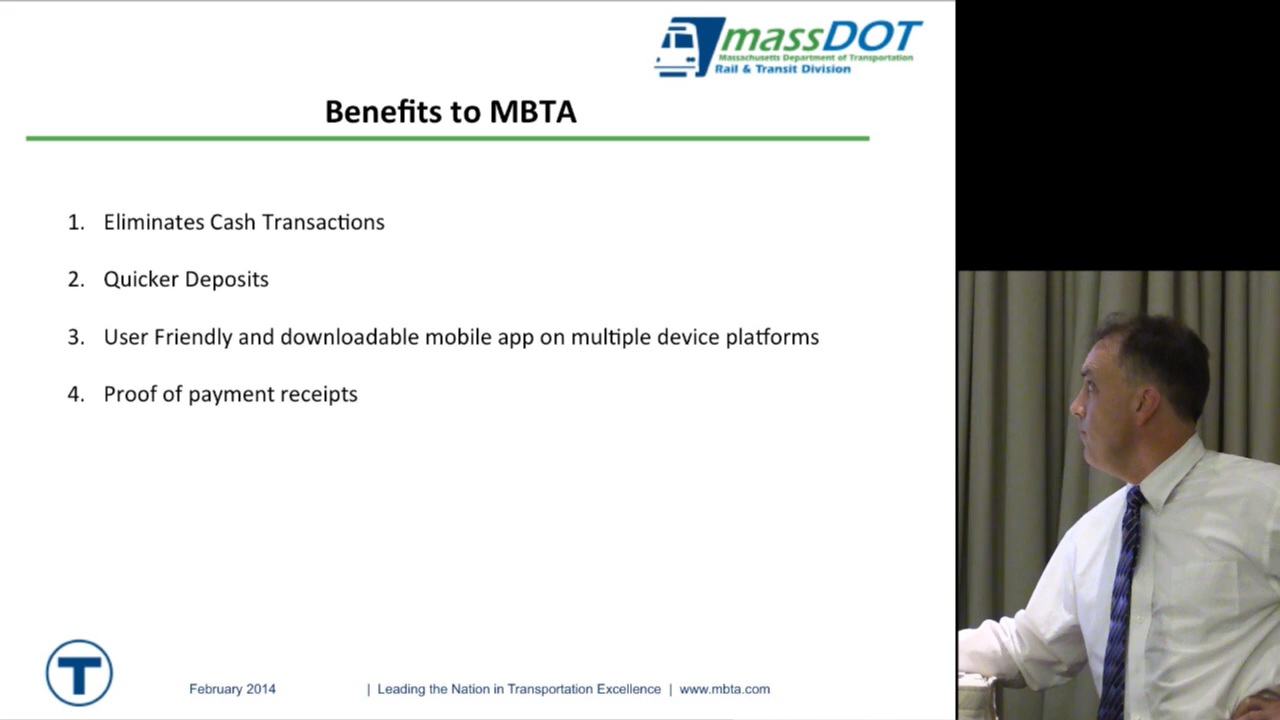 massDOT
Massachusetts Department of Transportation
Rail & Transit Division
Benefits to MBTA
1. Eliminates Cash Transactions
2. Quicker Deposits
3. User Friendly and downloadable mobile app on multiple device platforms
4. Proof of payment receipts
T
February 2014 | Leading the Nation in Transportation Excellence | www.mbta.com